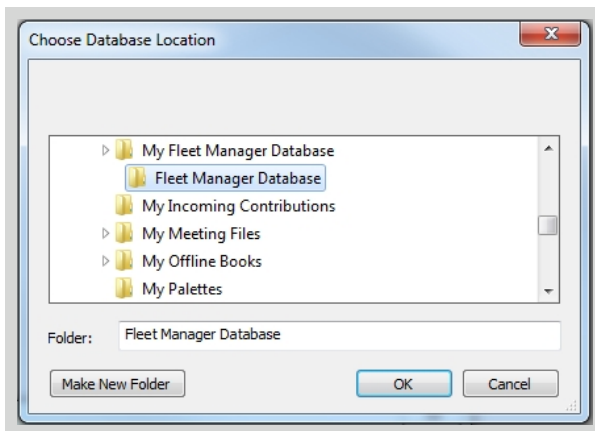 Choose Database Location
My Fleet Manager Database
Fleet Manager Database
My Incoming Contributions
My Meeting Files
My Offline Books
My Palettes
Folder: Fleet Manager Database
Make New Folder OK Cancel